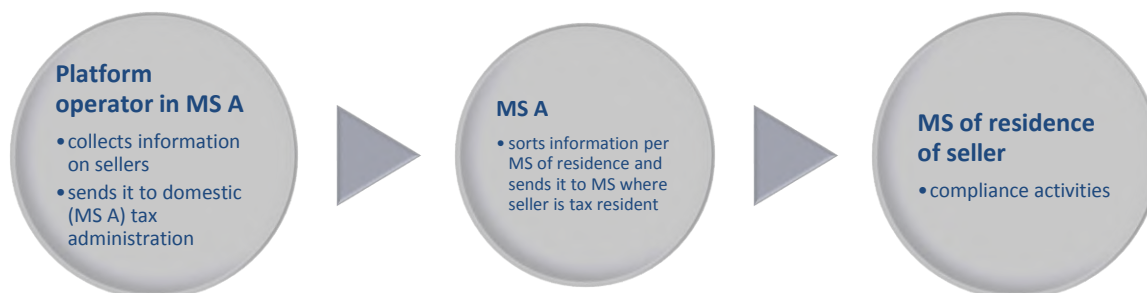 Platform
operator in MS A
•collects information
on sellers
•sends it to domestic
(MS A) tax
administration
MS A
•sorts information per
MS of residence and
sends it to MS where
seller is tax resident
MS of residence
of seller
•compliance activities